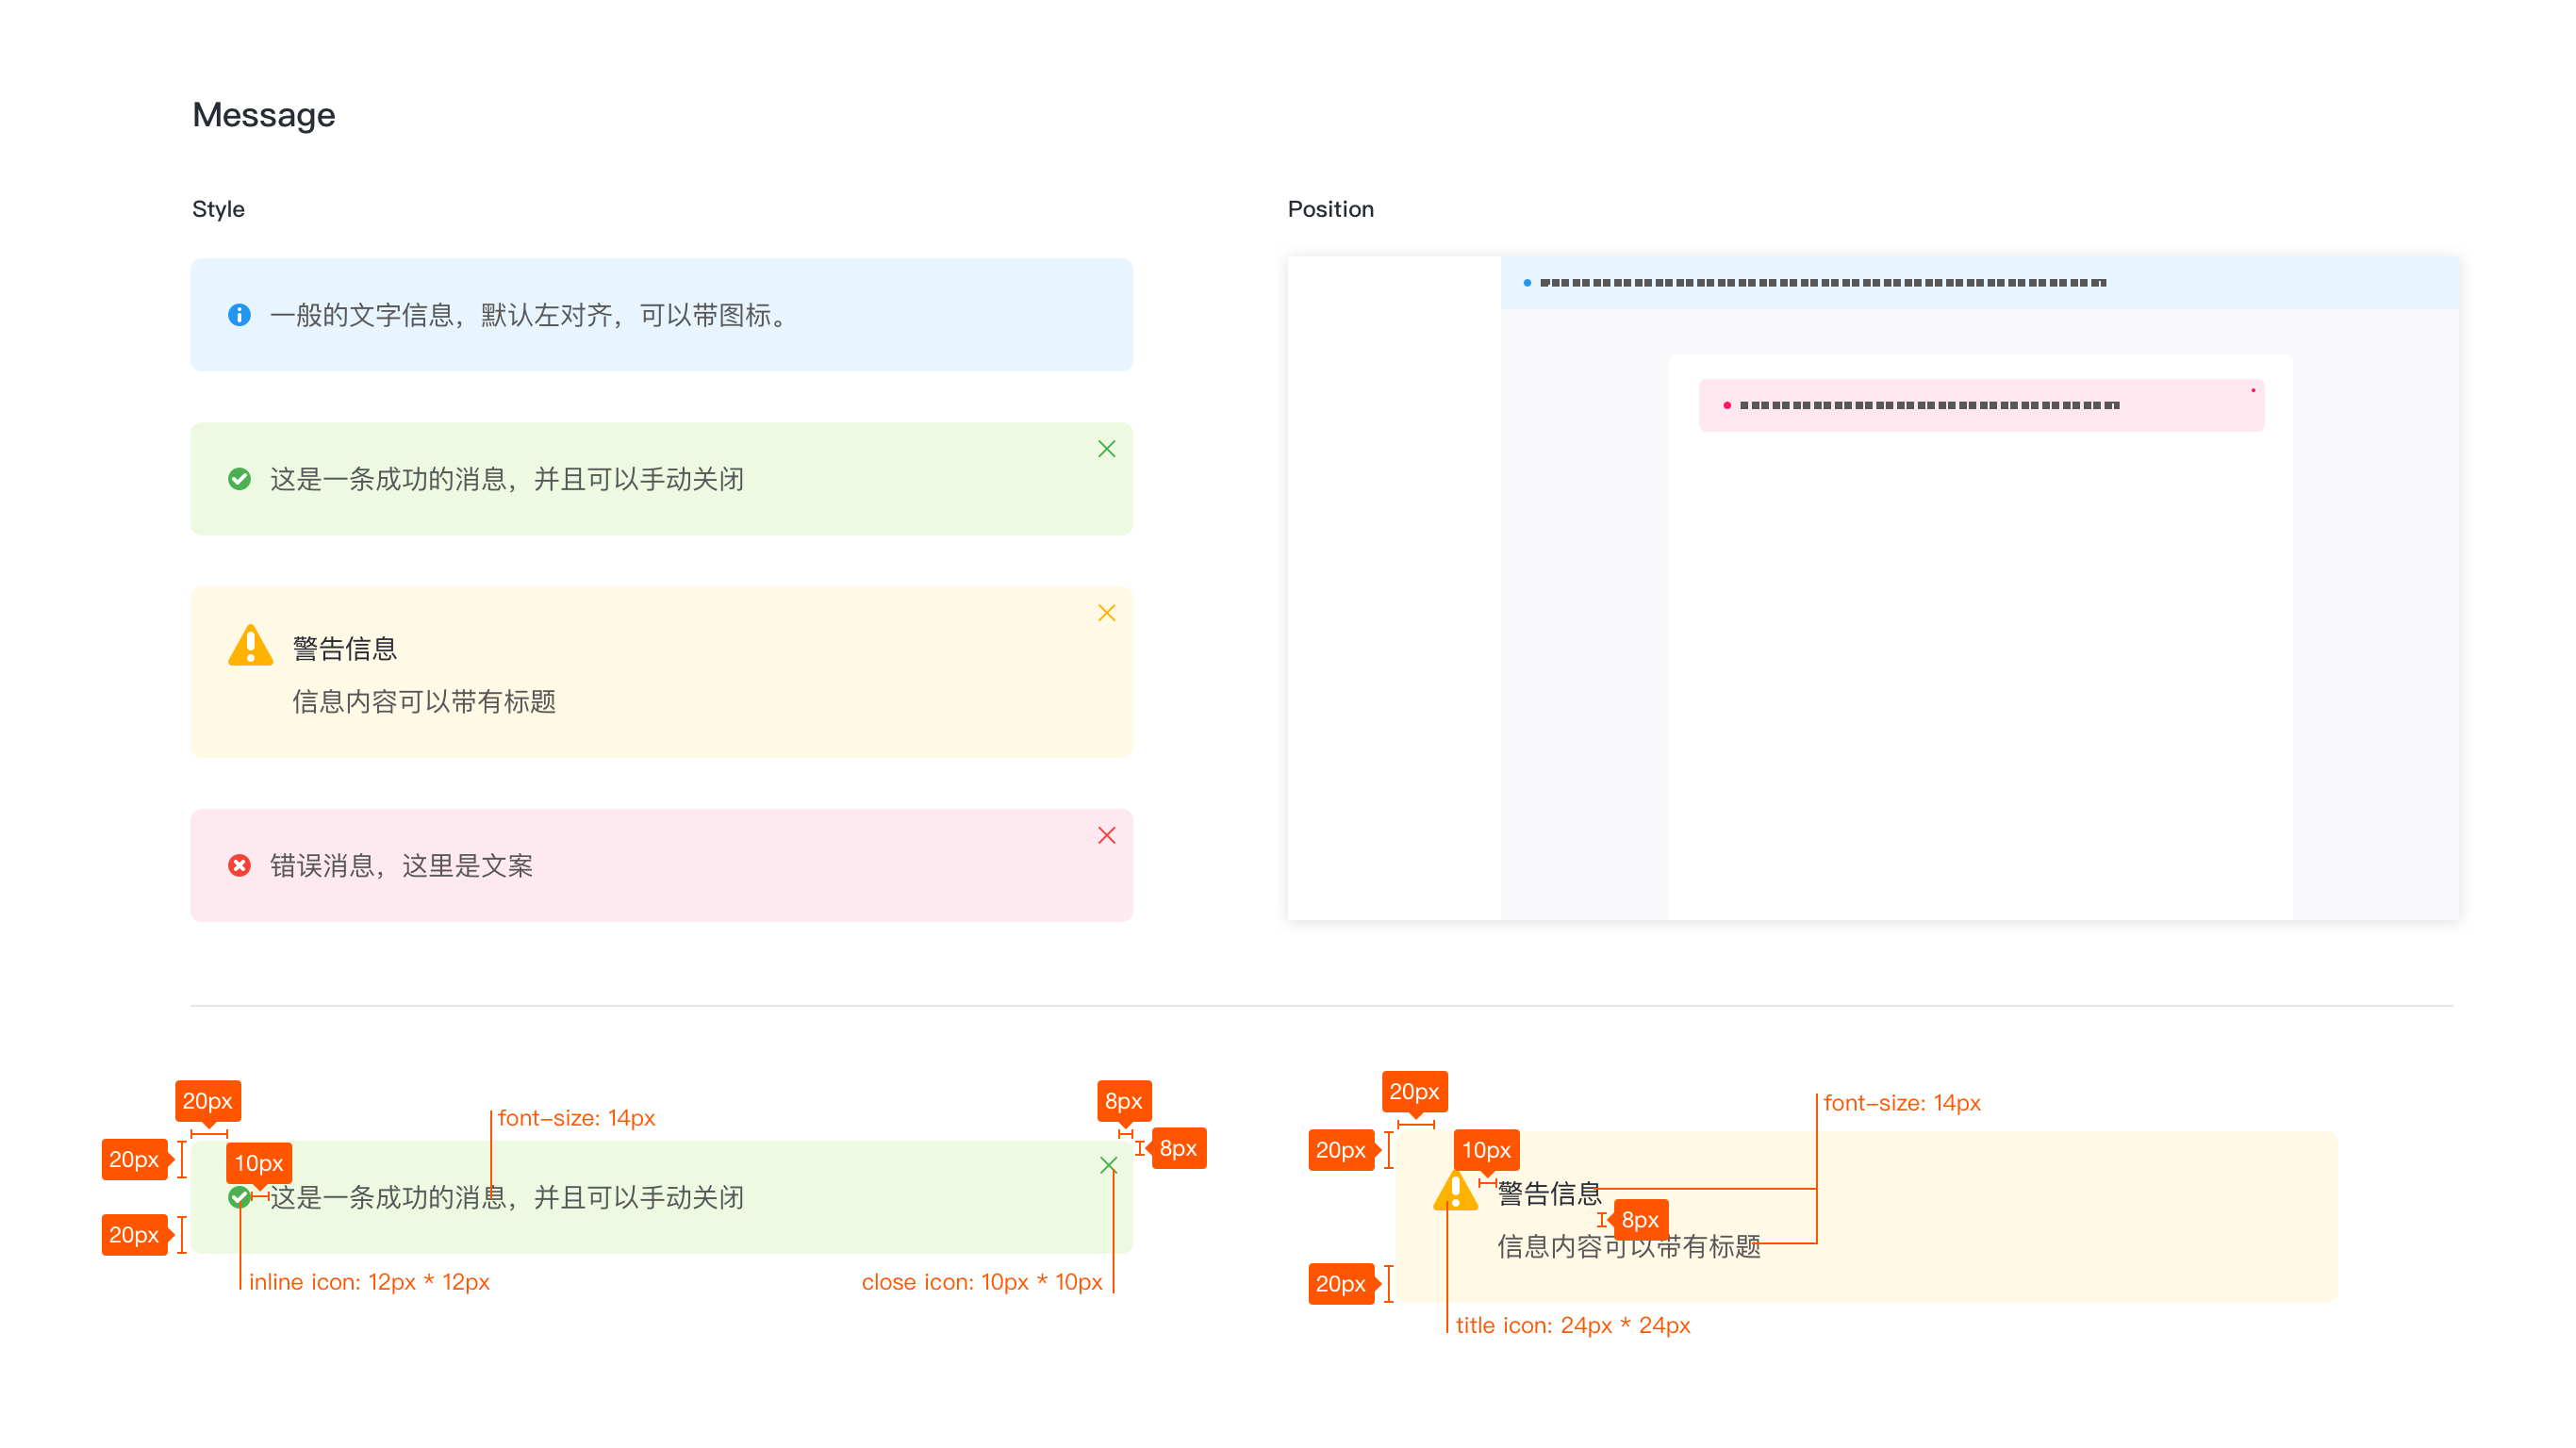 Message
Style
一般的文字信息，默认左对齐，可以带图标。
这是一条成功的消息，并且可以手动关闭
警告信息
信息内容可以带有标题
错误消息，这里是文案
Position
20px
font-size: 14px
8px
20px
10px
8px
这是一条成功的消息，并且可以手动关闭
20px
inline icon: 12px * 12px
close icon: 10px * 10px
20px
font-size: 14px
20px
10px
警告信息
8px
信息内容可以带有标题
20px
title icon: 24px * 24px